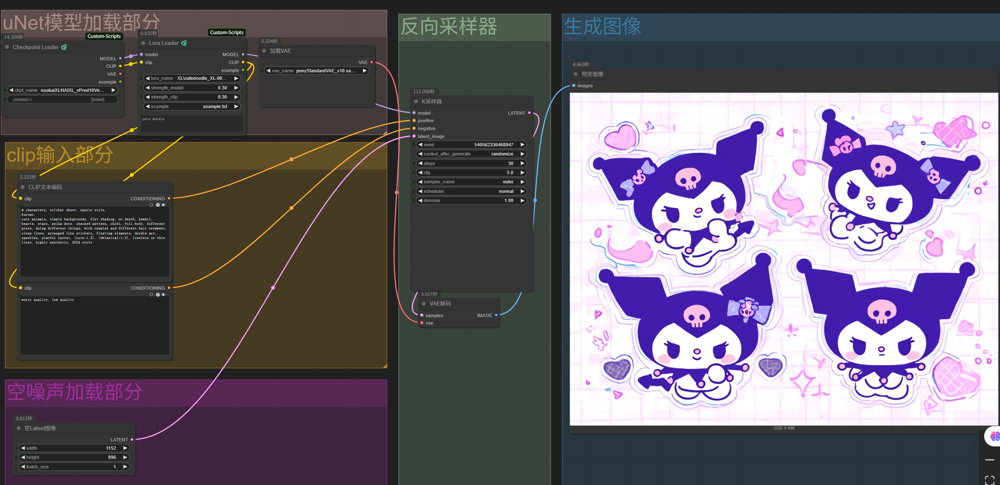 uNet模型加载部分
14.108秒
Custom-Scripts
Checkpoint Loader
MODEL
CLIP
VAE
example
ckpt_name noobaiXLNAIXL_vPred10Ve...
[none]
0.835秒
Custom-Scripts
Lora Loader
model MODEL
clip CLIP
example
lora_name XL\cutedoodle_XL-00...
strength_model 0.30
strength_clip 0.30
example example.txt
cute doodle
0.324秒
加载VAE
VAE
vae_name ponyStandardVAE_v10.sa...
clip输入部分
2.325秒
CLIP文本编码
clip CONDITIONING
4 characters, sticker sheet, sanrio style,
kuromi,
cute animals, simple backgrounds, flat shading, no depth, kawaii,
hearts, stars, polka dots, checked pattern, chibi, full body, different
poses, doing different things, with complex and different hair ornament,
clean lines, arranged like stickers, floating elements, doodle art,
sparkles, playful layout, (cute:1.3), (whimsical:1.2), lineless or thin
lines, highly aesthetic, 2024 style
clip CONDITIONING
worst quality, low quality
空噪声加载部分
0.012秒
空Latent图像
LATENT
width 1152
height 896
batch_size 1
反向采样器
112.056秒
K采样器
model LATENT
positive
negative
latent_image
seed 540562336468947
control_after_generate randomize
steps 30
cfg 5.0
sampler_name euler
scheduler normal
denoise 1.00
3.527秒
VAE解码
samples IMAGE
vae
生成图像
4.663秒
预览图像
images
1152 × 896